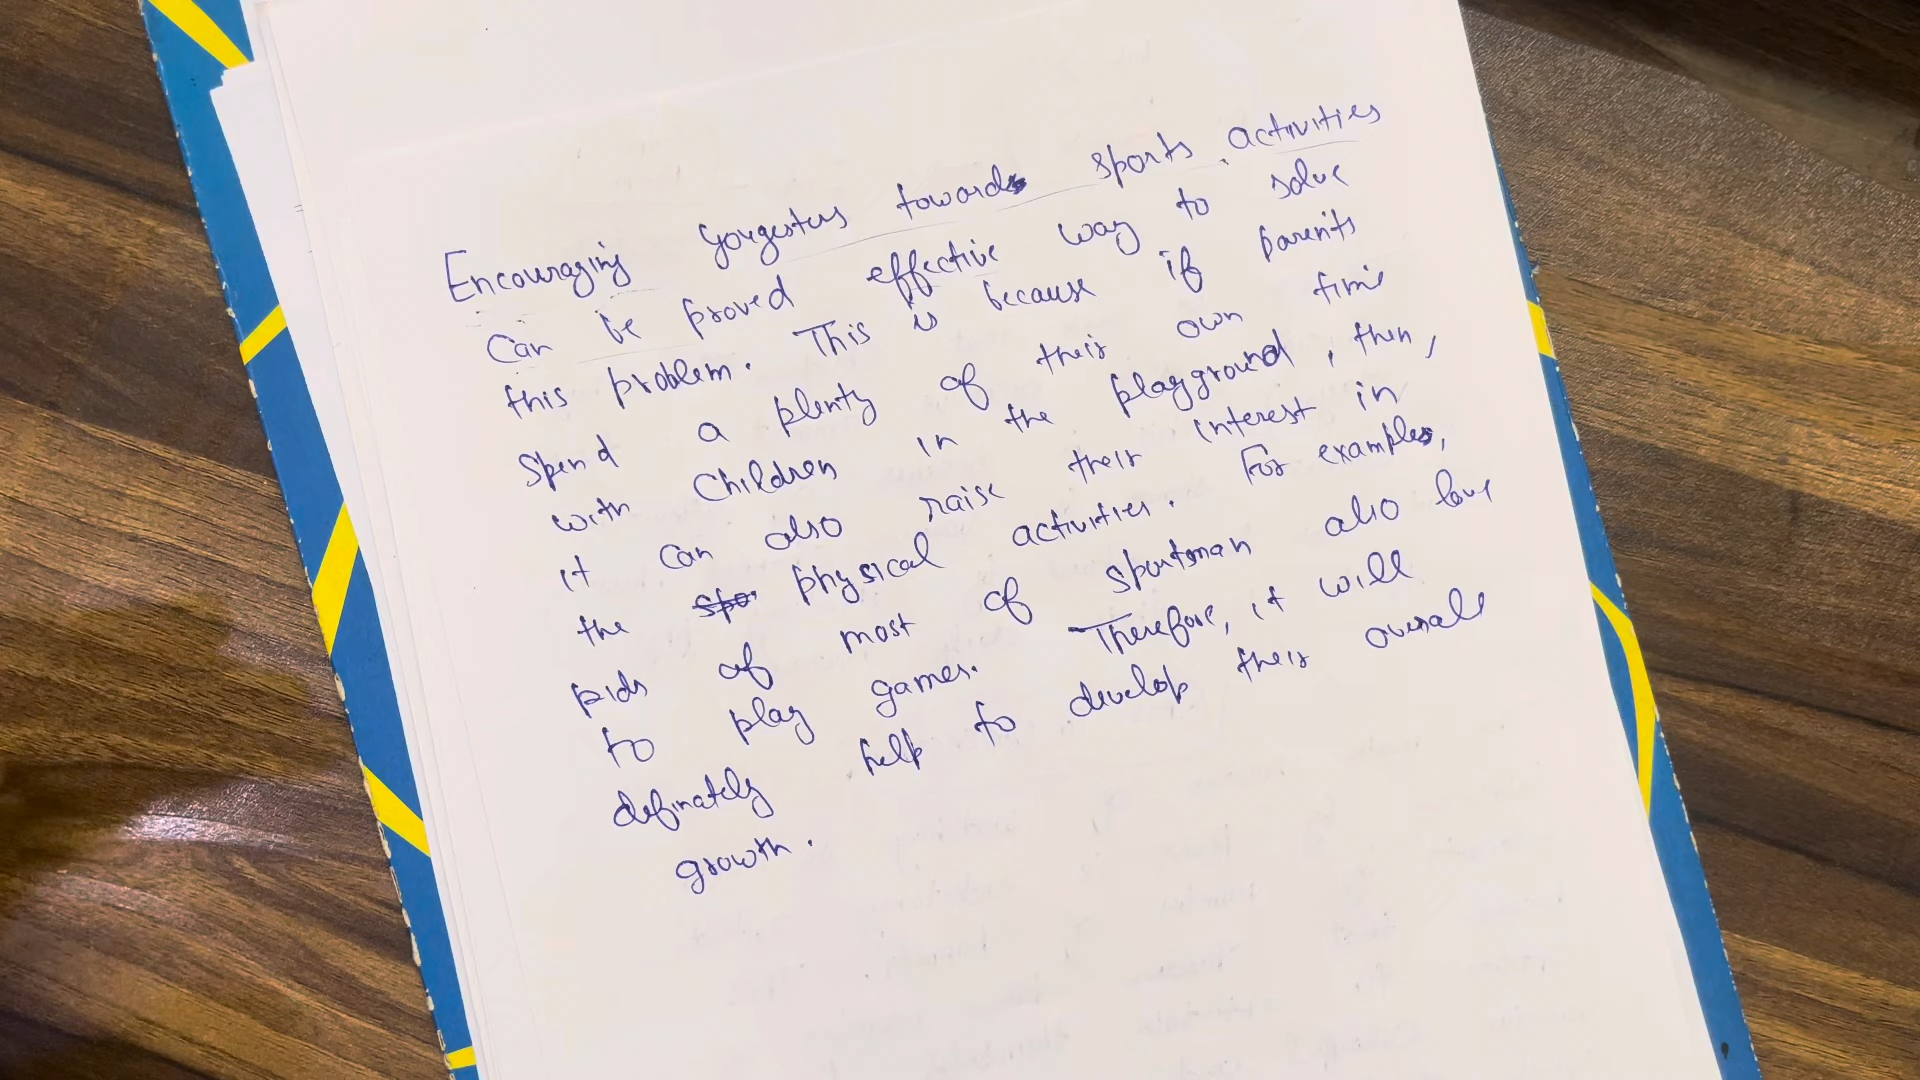 Encouraging yougesters towards sports activities
Can be proved effective way to solve
this problem. This is because if parents
spend a plenty of their own time
with children in the playground, then,
it can also raise their interest in
the spo physical activities. For examples,
kids of most of sportsman also love
to play games. Therefore, it will
definately help to develop their overall
growth.